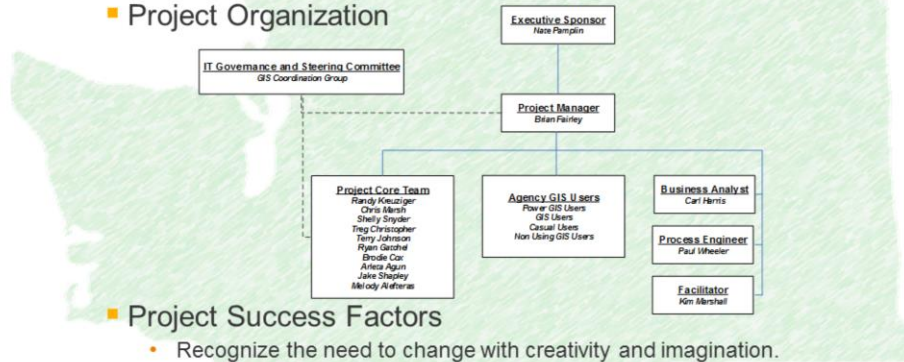 Project Organization
Executive Sponsor
Nate Pamplin
IT Governance and Steering Committee
GIS Coordination Group
Project Manager
Brian Fairley
Project Core Team
Randy Kreuziger
Chris Marsh
Shelly Snyder
Treg Christopher
Terry Johnson
Ryan Gatchel
Brodie Cox
Arleta Agun
Jake Shapley
Melody Alefteras
Agency GIS Users
Power GIS Users
GIS Users
Casual Users
Non Using GIS Users
Business Analyst
Carl Harris
Process Engineer
Paul Wheeler
Facilitator
Kim Marshall
Project Success Factors
• Recognize the need to change with creativity and imagination.